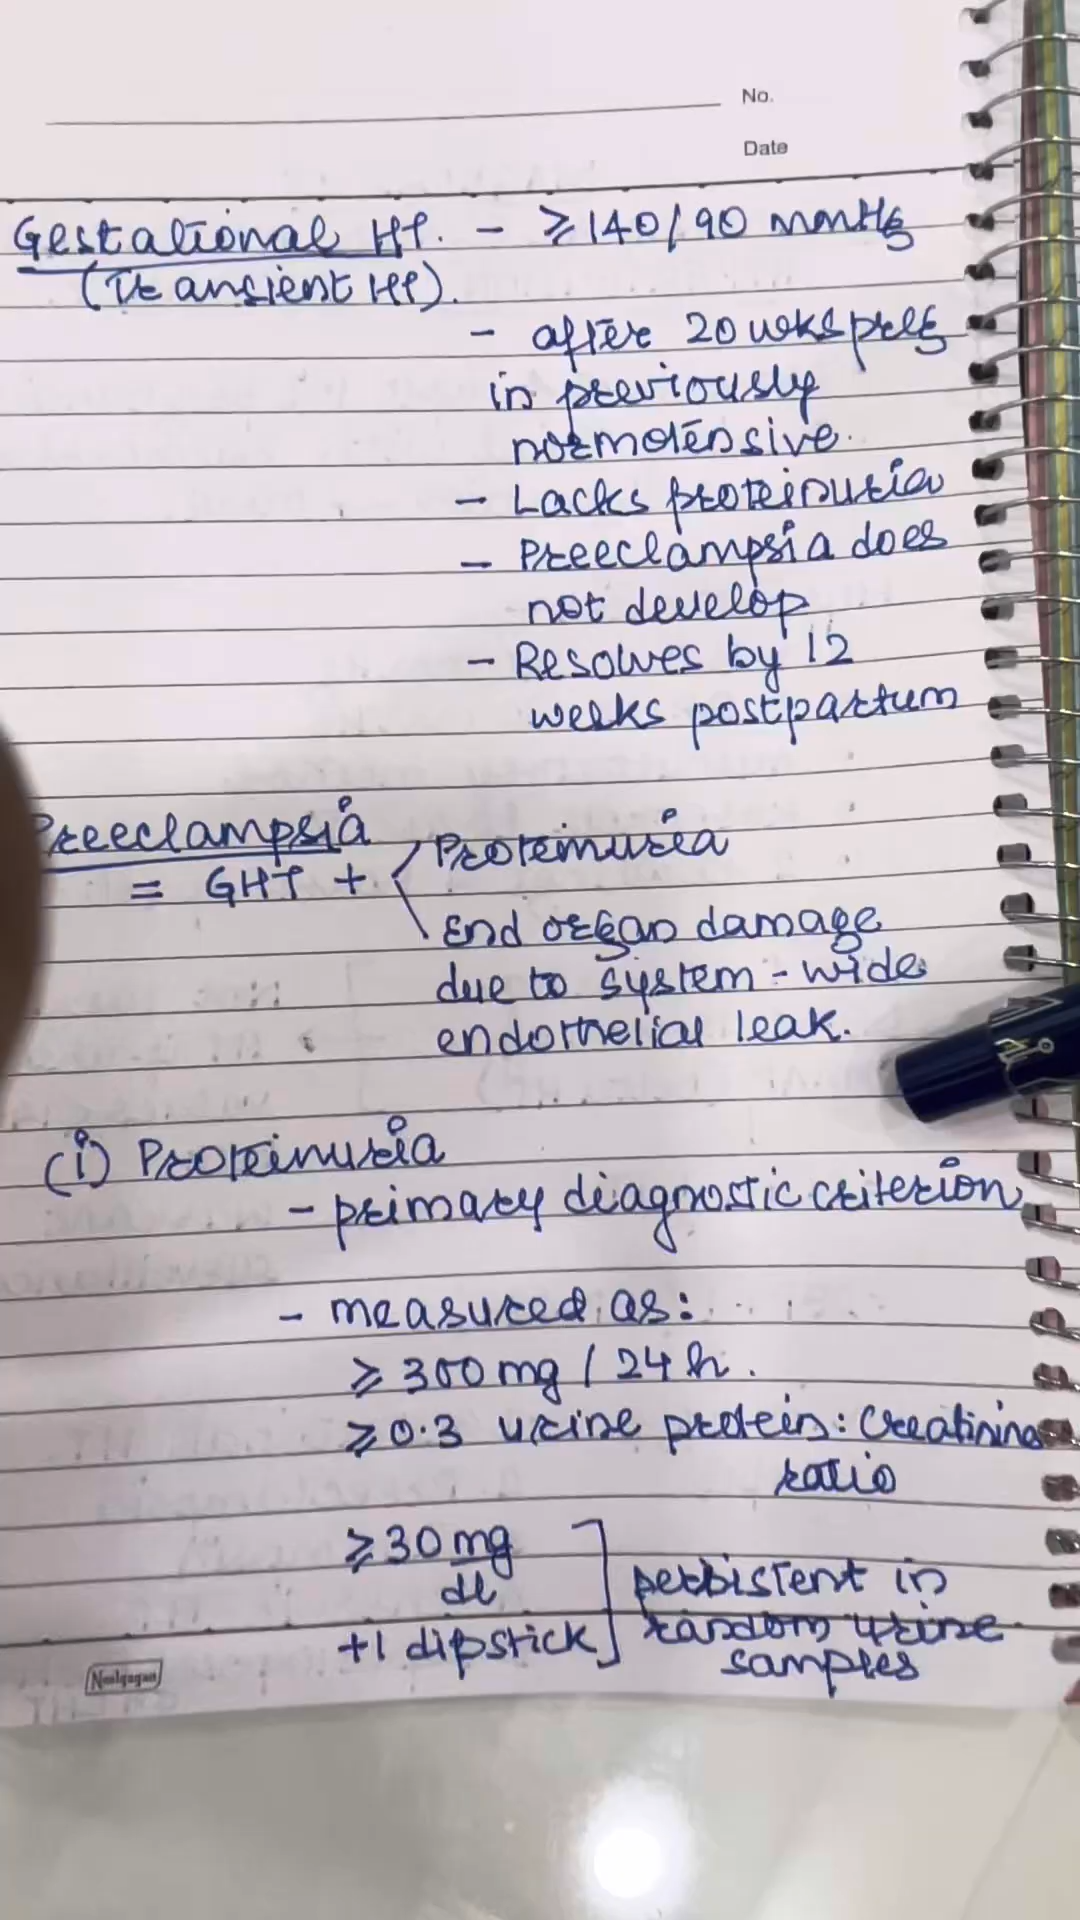 No.
Date
Gestational HT. - ≥140/90 mmHg
(Transient HT).
- after 20 wks preg
in previously
normotensive.
- Lacks proteinuria
- Preeclampsia does
not develop
- Resolves by 12
weeks postpartum
Preeclampsia
= GHT + Proteinuria
End organ damage
due to system-wide
endothelial leak.
(i) Proteinuria
- primary diagnostic criterion
- measured as:
≥ 300 mg / 24 h.
≥ 0.3 urine protein : Creatinine
ratio
≥ 30 mg
dl
+1 dipstick
persistent in
random urine
samples
Neelgagan